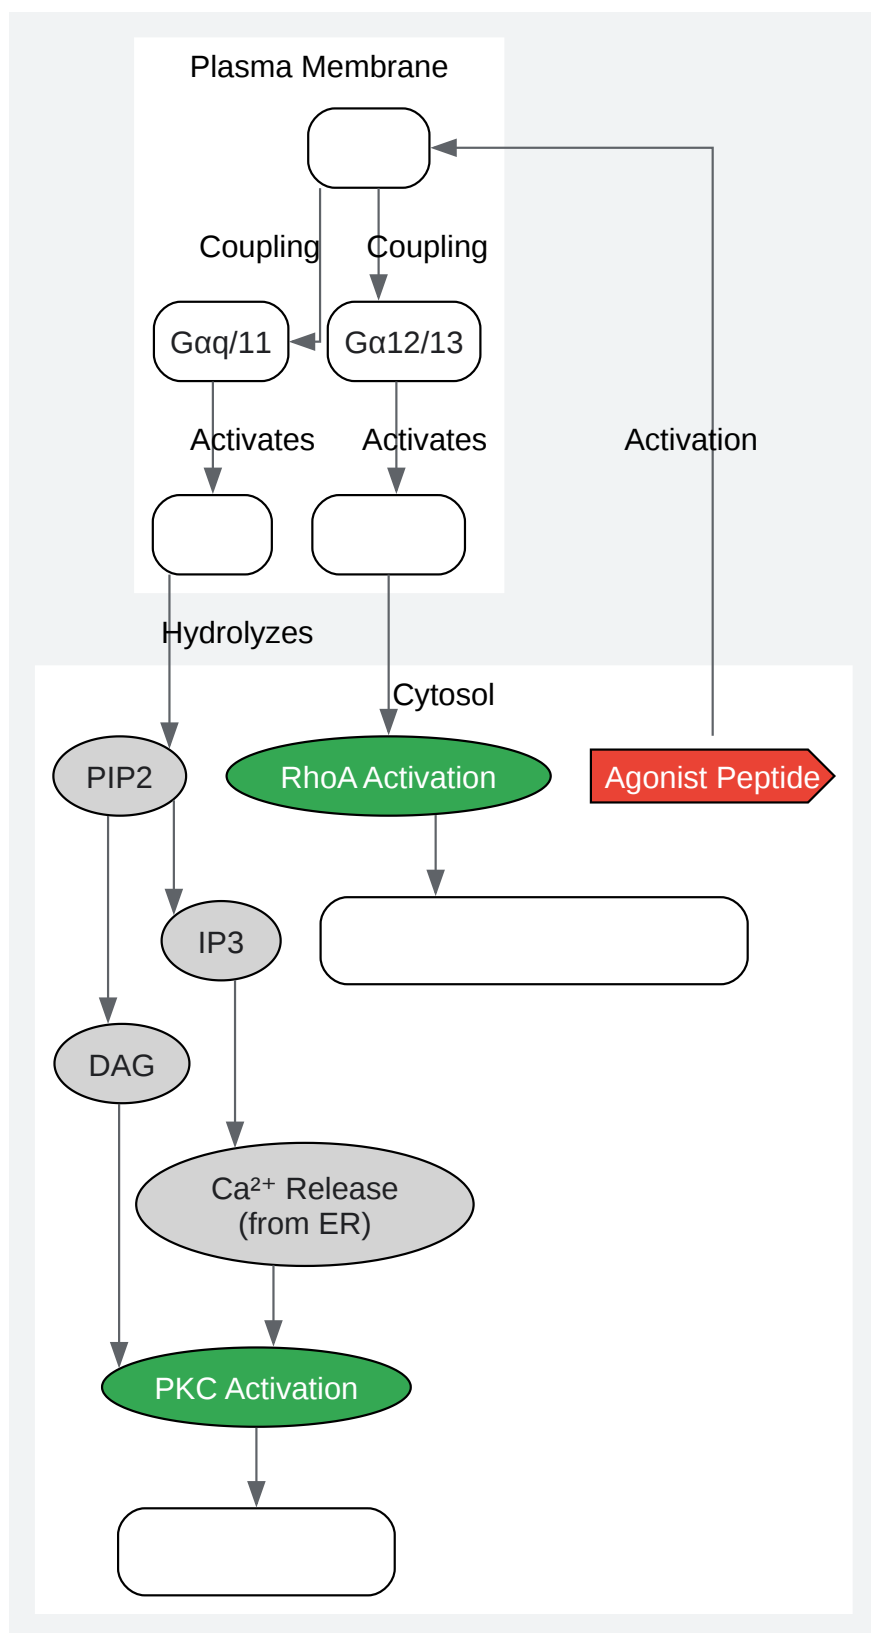 Plasma Membrane
Coupling
Coupling
Gαq/11
Gα12/13
Activates
Activates
Activation
Hydrolyzes
Cytosol
PIP2
RhoA Activation
Agonist Peptide
IP3
DAG
Ca²⁺ Release
(from ER)
PKC Activation